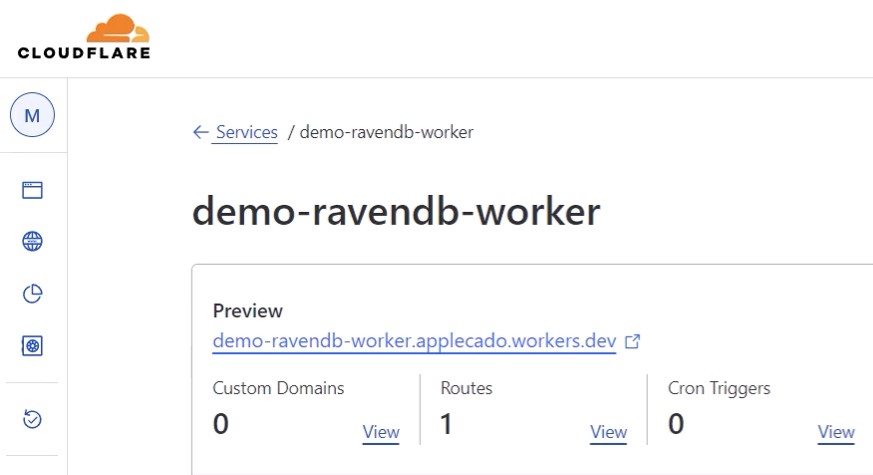 CLOUDFLARE
M
← Services / demo-ravendb-worker
demo-ravendb-worker
Preview
demo-ravendb-worker.applecado.workers.dev
Custom Domains Routes Cron Triggers
0 View 1 View 0 View